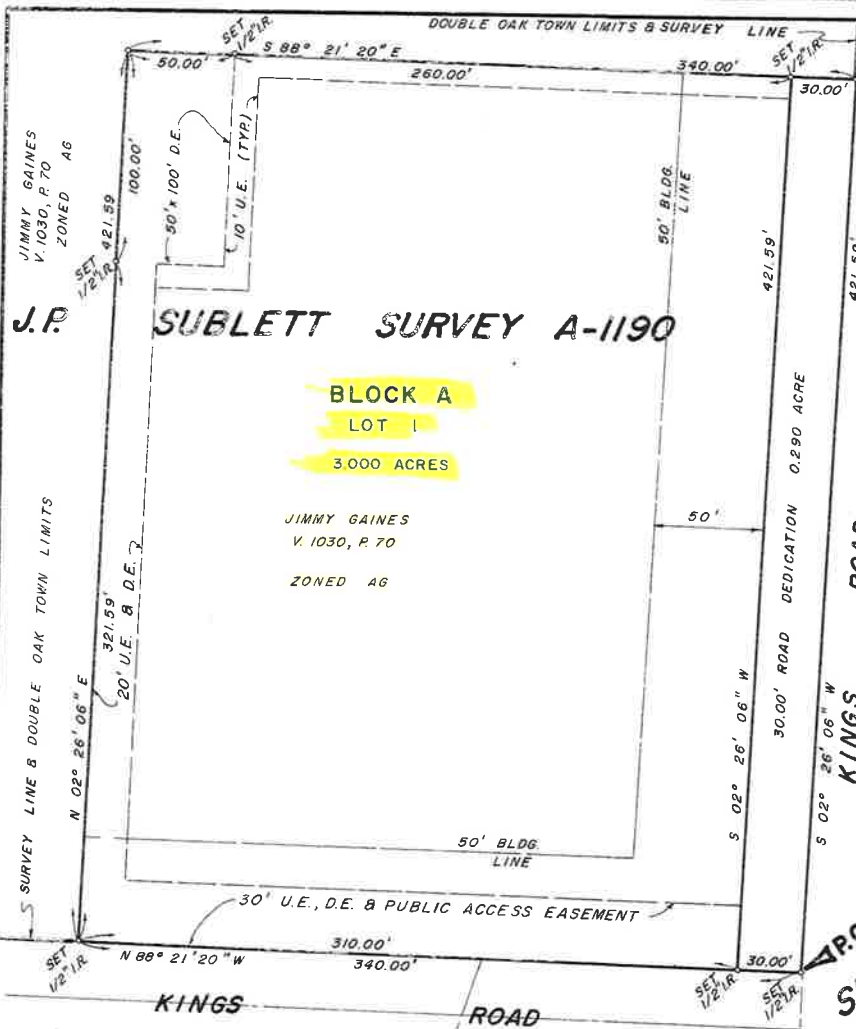 DOUBLE OAK TOWN LIMITS & SURVEY LINE
SET
1/2" I.R.
S 88° 21' 20" E
SET
1/2" I.R.
50.00'
260.00'
340.00'
30.00'
JIMMY GAINES
V. 1030, P. 70
ZONED AG
421.59
100.00'
50' x 100' D.E.
10' U.E. (TYP.)
50' BLDG.
LINE
421.59'
421.59'
SET
1/2" I.R.
J.P. SUBLETT SURVEY A-1190
BLOCK A
LOT 1
3.000 ACRES
JIMMY GAINES
V. 1030, P. 70
ZONED AG
50'
30.00' ROAD DEDICATION 0.290 ACRE
SURVEY LINE & DOUBLE OAK TOWN LIMITS
N 02° 26' 06" E
321.59'
20' U.E. & D.E.
S 02° 26' 06" W
S 02° 26' 06" W
KINGS ROAD
50' BLDG.
LINE
30' U.E., D.E. & PUBLIC ACCESS EASEMENT
SET
1/2" I.R.
N 88° 21' 20" W
310.00'
340.00'
30.00'
SET
1/2" I.R.
SET
1/2" I.R.
KINGS ROAD